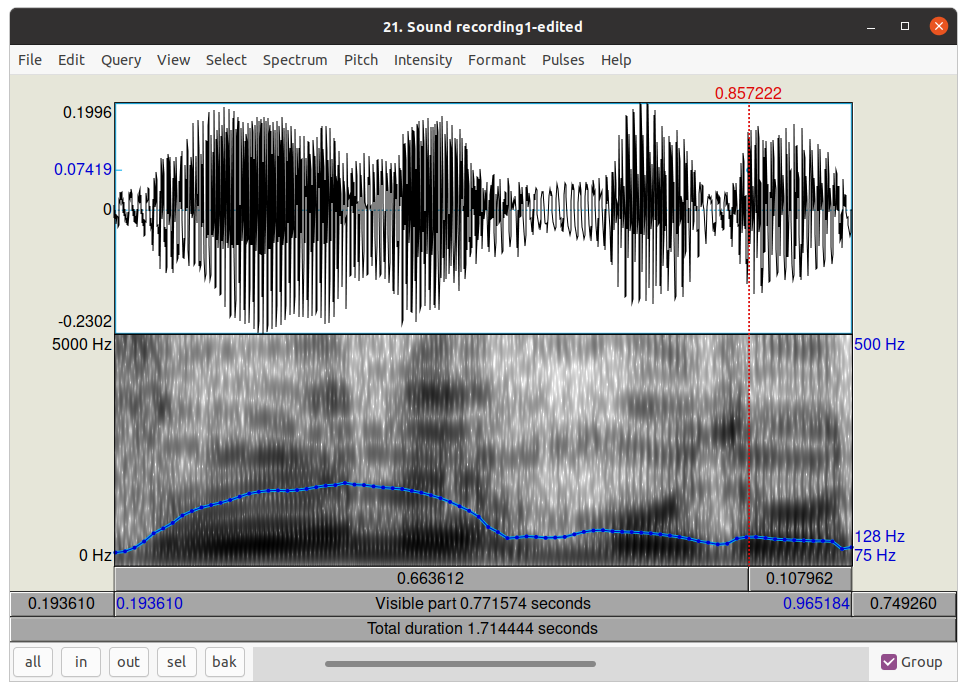 21. Sound recording1-edited
File Edit Query View Select Spectrum Pitch Intensity Formant Pulses Help
0.857222
0.1996
0.07419
0
-0.2302
5000 Hz 500 Hz
128 Hz
0 Hz 75 Hz
0.663612 0.107962
0.193610 0.193610 Visible part 0.771574 seconds 0.965184 0.749260
Total duration 1.714444 seconds
all in out sel bak Group